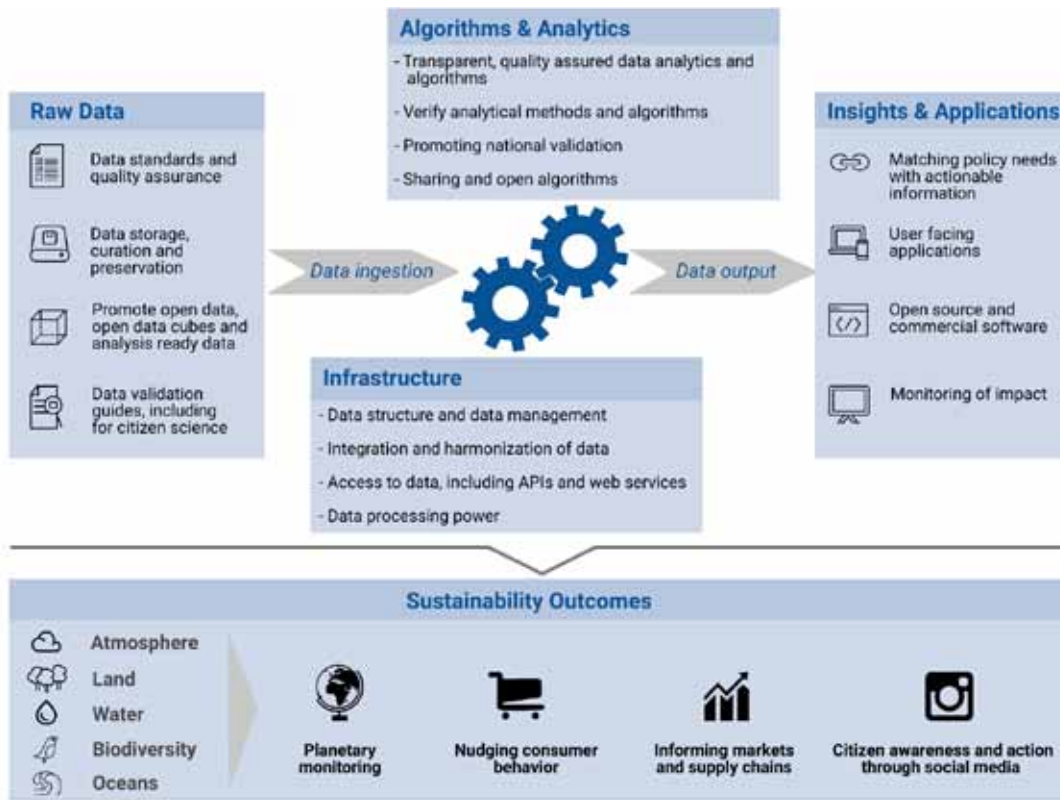 Algorithms & Analytics
- Transparent, quality assured data analytics and
algorithms
- Verify analytical methods and algorithms
- Promoting national validation
- Sharing and open algorithms
Raw Data
Data standards and
quality assurance
Data storage,
curation and
preservation
Promote open data,
open data cubes and
analysis ready data
Data validation
guides, including
for citizen science
Data ingestion
Data output
Insights & Applications
Matching policy needs
with actionable
information
User facing
applications
Open source and
commercial software
Monitoring of impact
Infrastructure
- Data structure and data management
- Integration and harmonization of data
- Access to data, including APIs and web services
- Data processing power
Sustainability Outcomes
Atmosphere
Land
Water
Biodiversity
Oceans
Planetary
monitoring
Nudging consumer
behavior
Informing markets
and supply chains
Citizen awareness and action
through social media